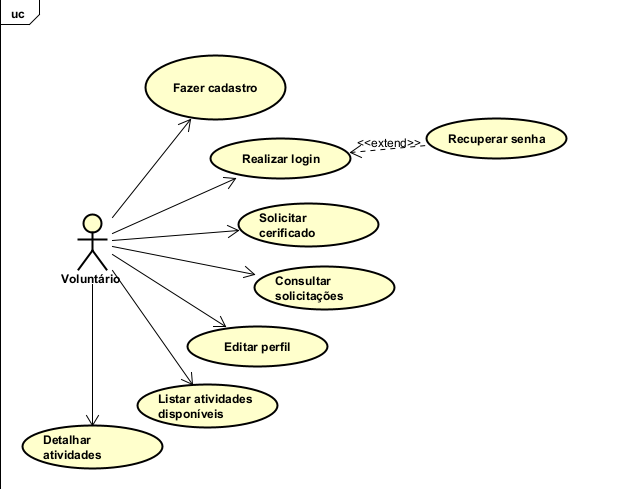 uc
Fazer cadastro
Realizar login
<<extend>>
Recuperar senha
Solicitar
cerificado
Voluntário
Consultar
solicitações
Editar perfil
Listar atividades
disponíveis
Detalhar
atividades